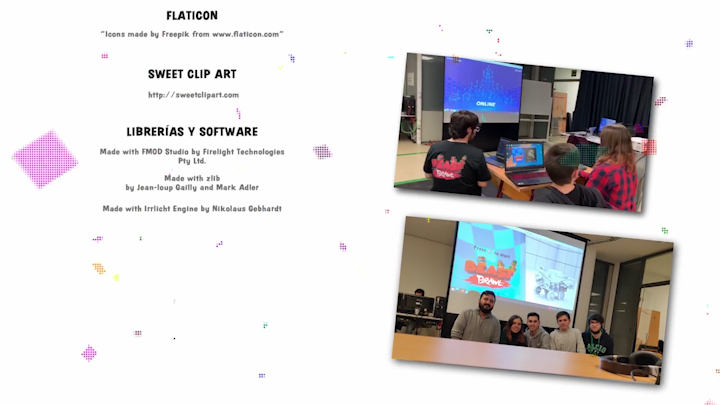 FLATICON
"Icons made by Freepik from www.flaticon.com"
SWEET CLIP ART
http://sweetclipart.com
LIBRERÍAS Y SOFTWARE
Made with FMOD Studio by Firelight Technologies
Pty Ltd.
Made with zlib
by Jean-loup Gailly and Mark Adler
Made with Irrlicht Engine by Nikolaus Gebhardt
ONLINE
BRAWL